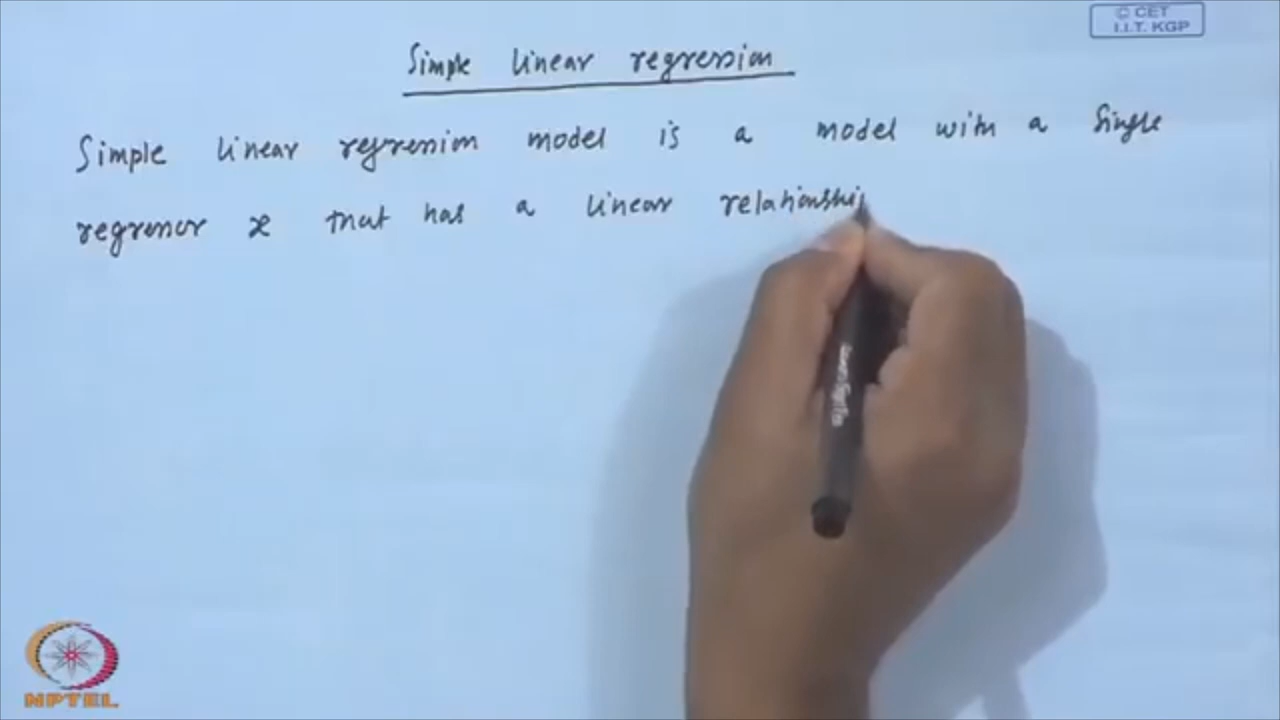 © CET
I.I.T. KGP
Simple linear regression
Simple linear regression model is a model with a single
regressor x that has a linear relationshi
NPTEL